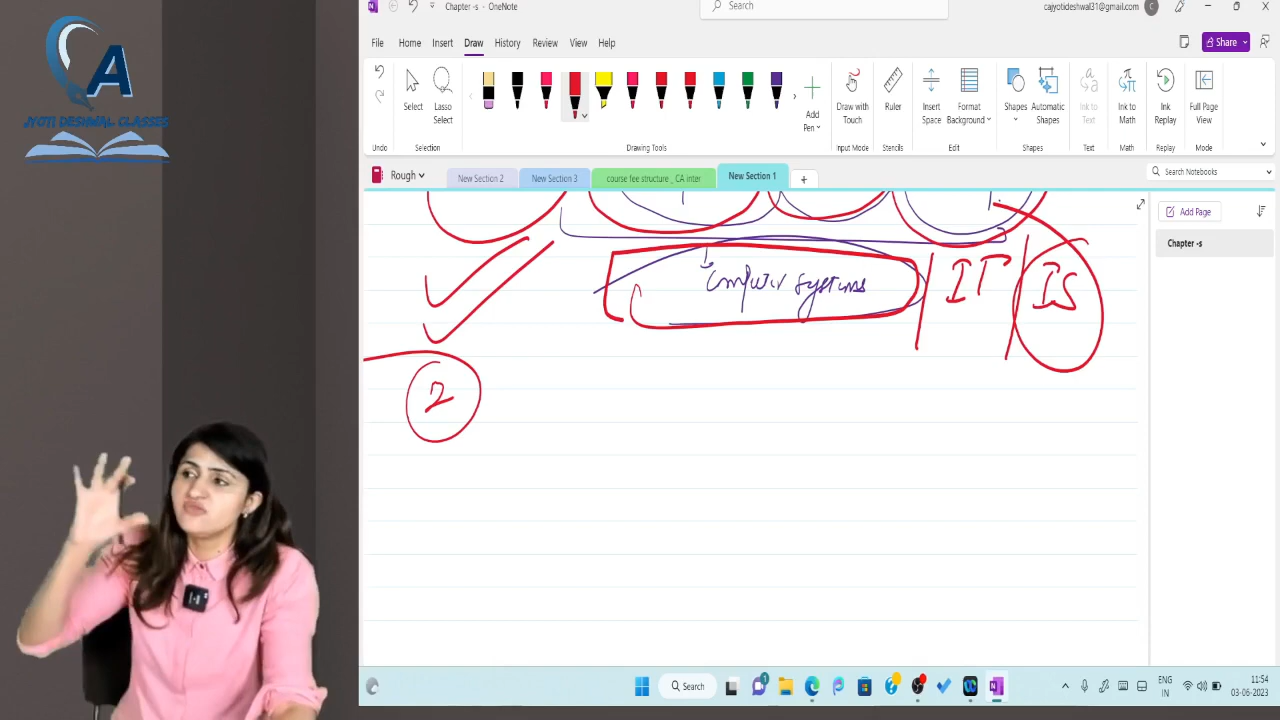 A
JYOTI DESHWAL CLASSES
Chapter -s - OneNote
Search
cajyotideshwal31@gmail.com
C
File Home Insert Draw History Review View Help
Share
Select
Lasso Select
Add Pen
Draw with Touch
Ruler
Insert Space
Format Background
Shapes
Automatic Shapes
Ink to Text
Ink to Math
Ink Replay
Full Page View
Undo
Selection
Drawing Tools
Input Mode
Stencils
Edit
Shapes
Text
Math
Replay
Mode
Rough
New Section 2
New Section 3
course fee structure _ CA inter
New Section 1
+
Search Notebooks
Add Page
Chapter -s
Computer systems | IT | IS
2
Search
1
ENG
IN
11:54
03-06-2023